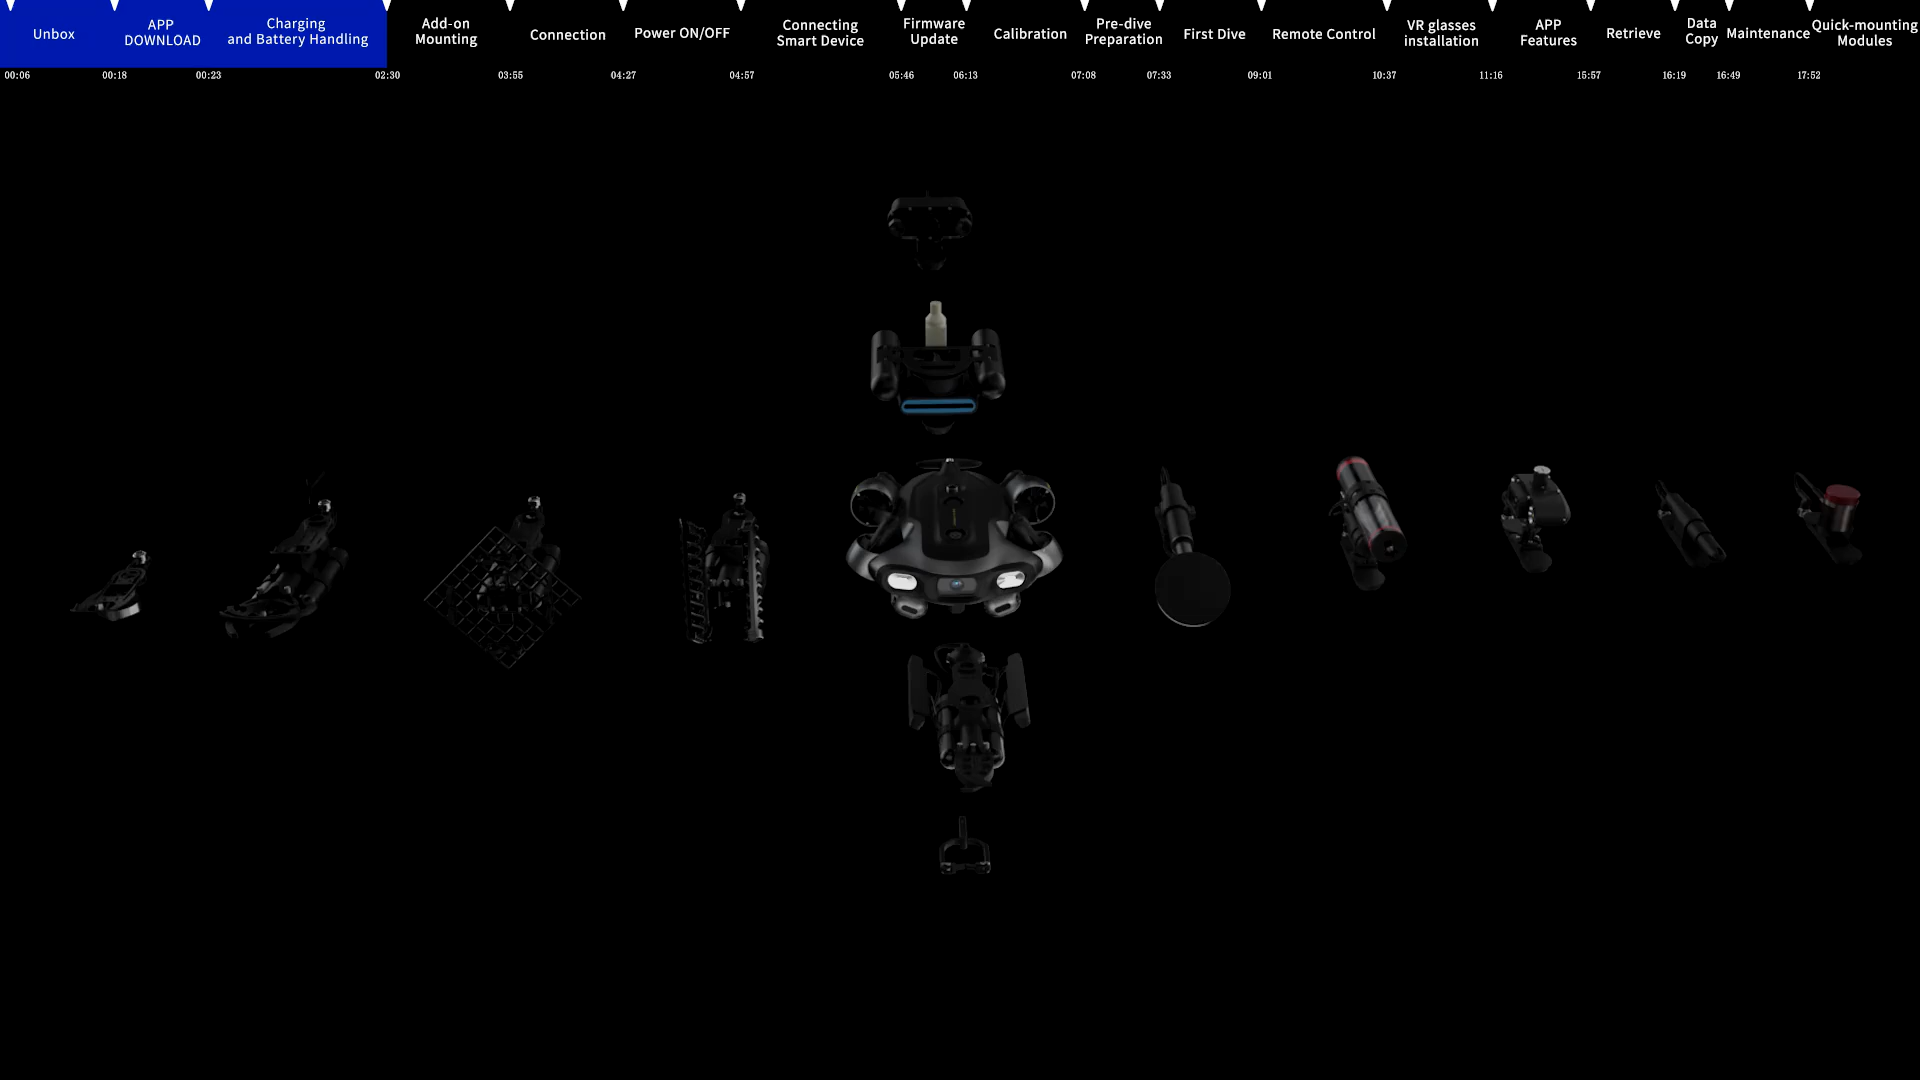 Unbox
APP
DOWNLOAD
Charging
and Battery Handling
Add-on
Mounting
Connection
Power ON/OFF
Connecting
Smart Device
Firmware
Update
Calibration
Pre-dive
Preparation
First Dive
Remote Control
VR glasses
installation
APP
Features
Retrieve
Data
Copy
Maintenance
Quick-mounting
Modules
00:06
00:18
00:23
02:30
03:55
04:27
04:57
05:46
06:13
07:08
07:33
09:01
10:37
11:16
15:57
16:19
16:49
17:52